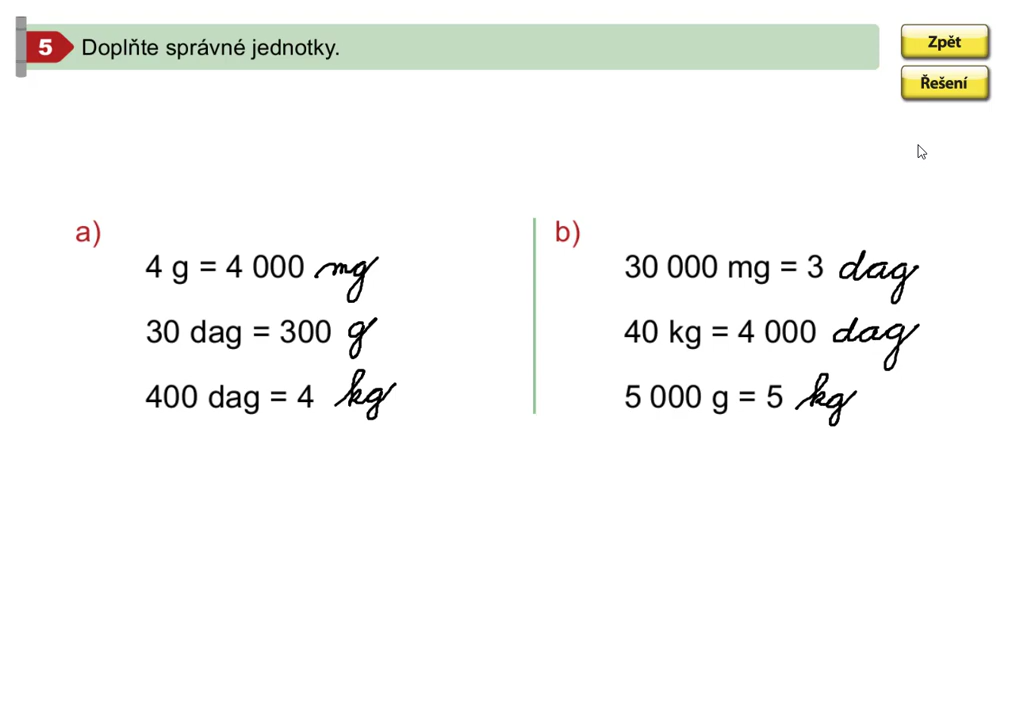 5 Doplňte správné jednotky.
Zpět
Řešení
a)
4 g = 4 000 mg
30 dag = 300 g
400 dag = 4 kg
b)
30 000 mg = 3 dag
40 kg = 4 000 dag
5 000 g = 5 kg